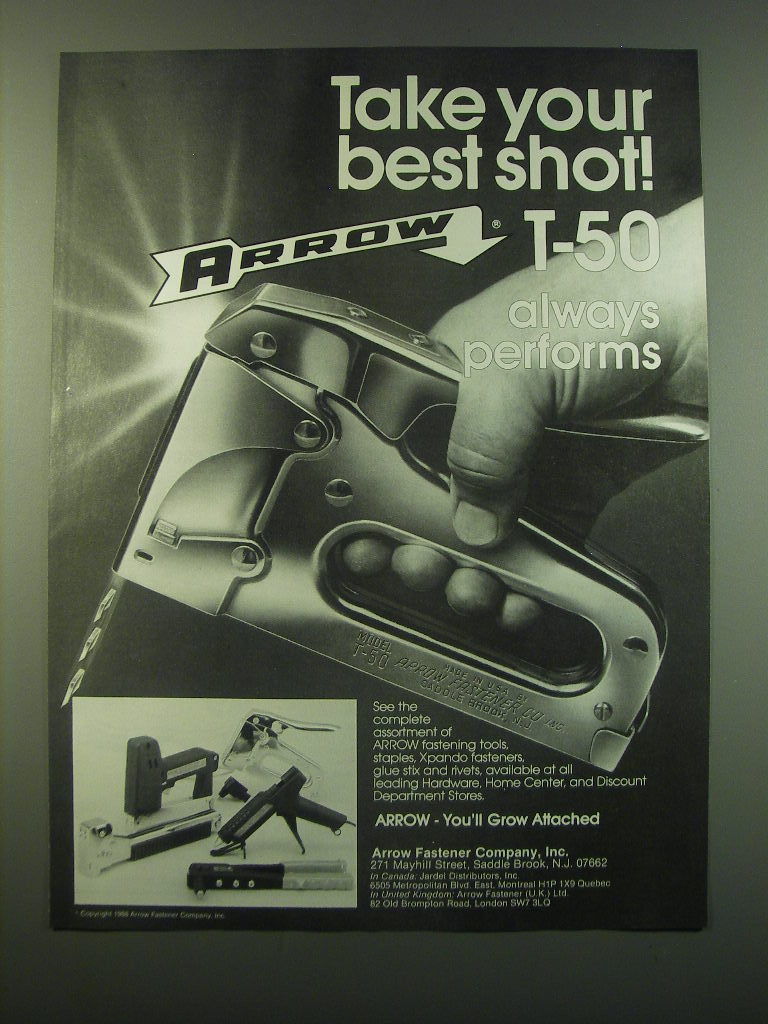 Take your
best shot!
ARROW® T-50
always
performs
MODEL
T-50
MADE IN U.S.A. BY
ARROW FASTENER CO. INC.
SADDLE BROOK, N.J.
See the
complete
assortment of
ARROW fastening tools,
staples, Xpando fasteners,
glue stix and rivets, available at all
leading Hardware, Home Center, and Discount
Department Stores.
ARROW - You'll Grow Attached
Arrow Fastener Company, Inc.
271 Mayhill Street, Saddle Brook, N.J. 07662
In Canada: Jardel Distributors, Inc.
6505 Metropolitan Blvd. East, Montreal H1P 1X9 Quebec
In United Kingdom: Arrow Fastener (U.K.) Ltd.
82 Old Brompton Road, London SW7 3LQ
Copyright 1986 Arrow Fastener Company, Inc.